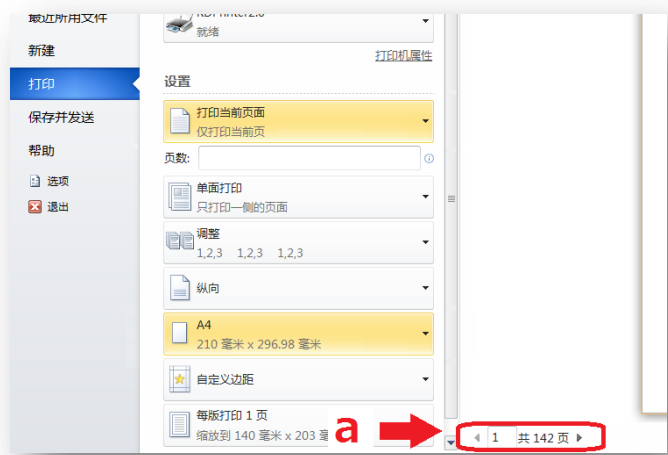 最近所用文件
新建
打印
保存并发送
帮助
选项
退出
就绪
打印机属性
设置
打印当前页面
仅打印当前页
页数:
单面打印
只打印一侧的页面
调整
1,2,3 1,2,3 1,2,3
纵向
A4
210 毫米 x 296.98 毫米
自定义边距
每版打印 1 页
缩放到 140 毫米 x 203 毫
a
1 共 142 页